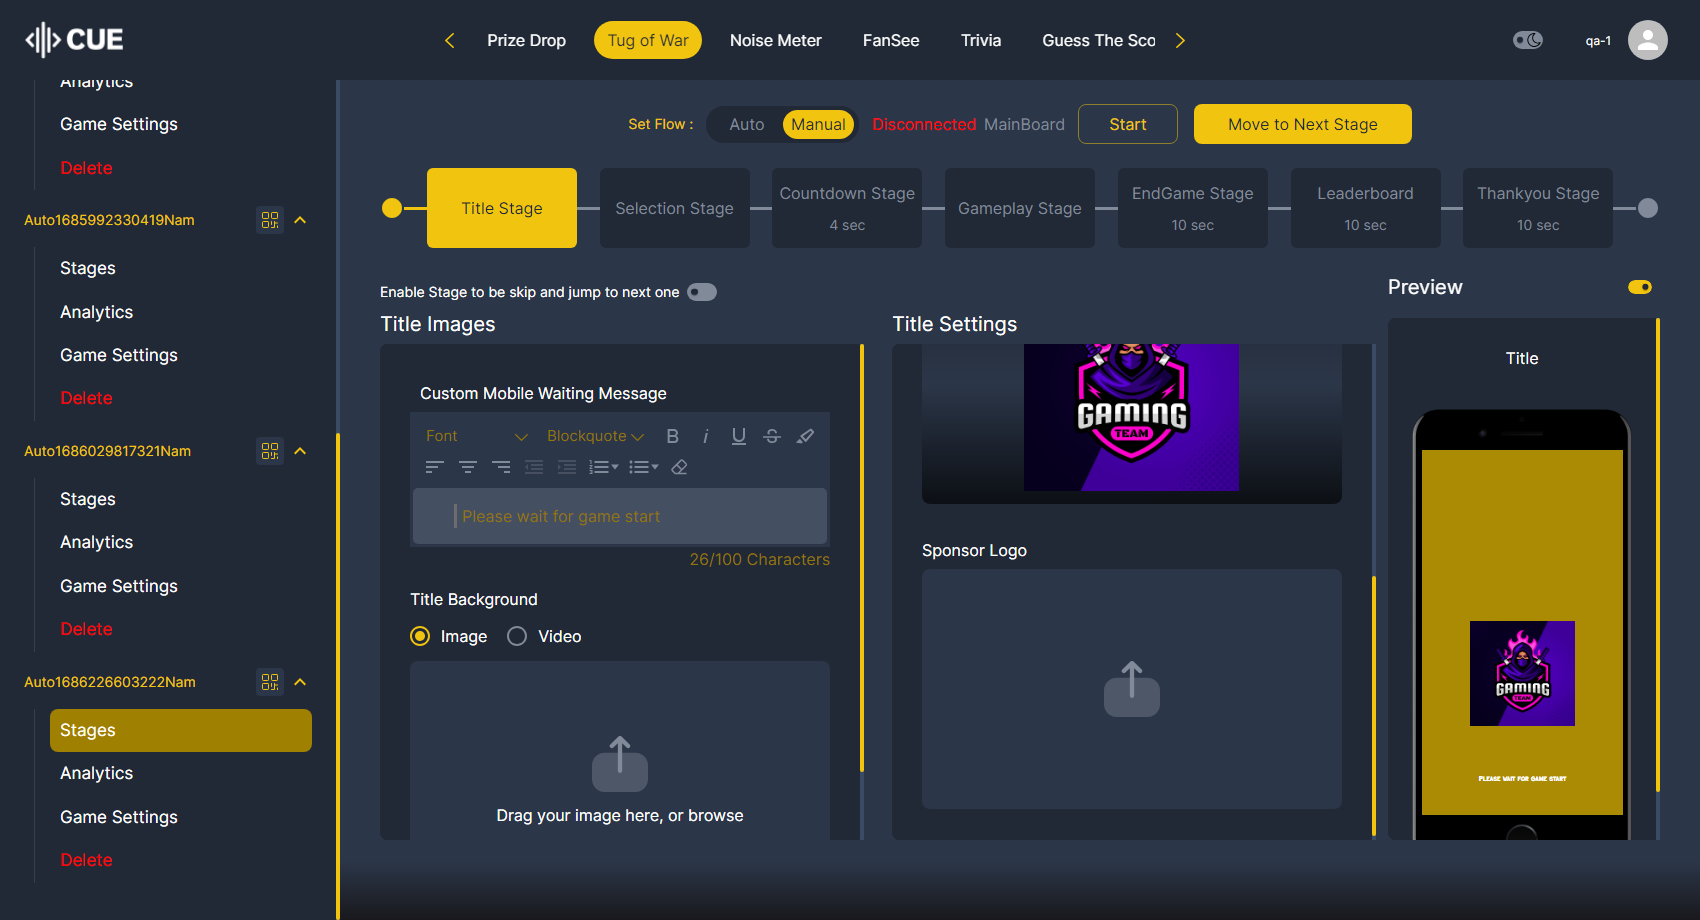 CUE
Prize Drop
Tug of War
Noise Meter
FanSee
Trivia
Guess The Sco
qa-1
Analytics
Game Settings
Delete
Auto1685992330419Nam
Stages
Analytics
Game Settings
Delete
Auto1686029817321Nam
Stages
Analytics
Game Settings
Delete
Auto1686226603222Nam
Stages
Analytics
Game Settings
Delete
Set Flow :
Auto
Manual
Disconnected MainBoard
Start
Move to Next Stage
Title Stage
Selection Stage
Countdown Stage
4 sec
Gameplay Stage
EndGame Stage
10 sec
Leaderboard
10 sec
Thankyou Stage
10 sec
Enable Stage to be skip and jump to next one
Title Images
Custom Mobile Waiting Message
Font
Blockquote
B
i
U
S
Please wait for game start
26/100 Characters
Title Background
Image
Video
Drag your image here, or browse
Title Settings
GAMING
TEAM
Sponsor Logo
Preview
Title
GAMING
TEAM
PLEASE WAIT FOR GAME START